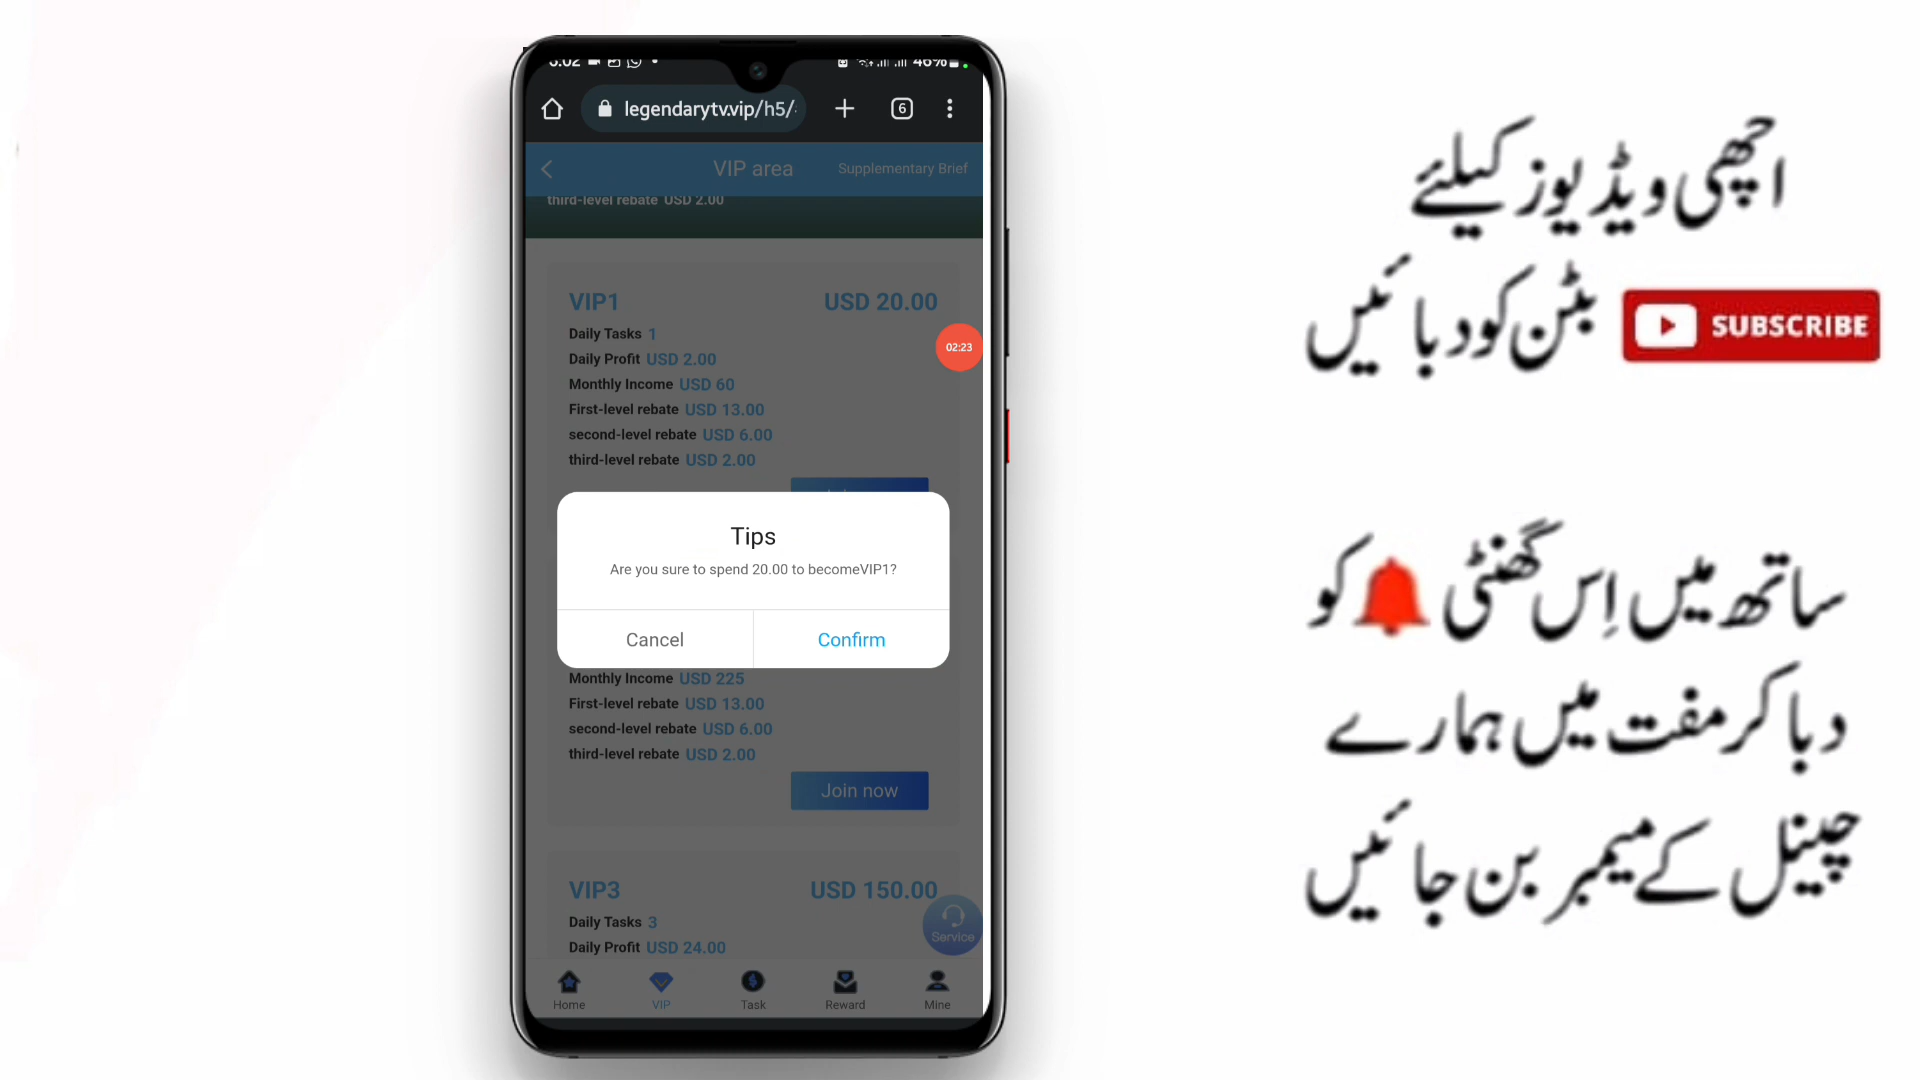 5:02
46%
6
legendarytv.vip/h5/
VIP area
Supplementary Brief
third-level rebate USD 2.00
VIP1
USD 20.00
Daily Tasks 1
Daily Profit USD 2.00
02:23
Monthly Income USD 60
First-level rebate USD 13.00
second-level rebate USD 6.00
third-level rebate USD 2.00
Tips
Are you sure to spend 20.00 to becomeVIP1?
Cancel
Confirm
Monthly Income USD 225
First-level rebate USD 13.00
second-level rebate USD 6.00
third-level rebate USD 2.00
Join now
VIP3
USD 150.00
Daily Tasks 3
Daily Profit USD 24.00
Service
Home
VIP
Task
Reward
Mine
اچھی ویڈیوز کیلئے
SUBSCRIBE بٹن کو دبائیں
ساتھ میں اِس گھنٹی کو
دبا کر مفت میں ہمارے
چینل کے میمبر بن جائیں